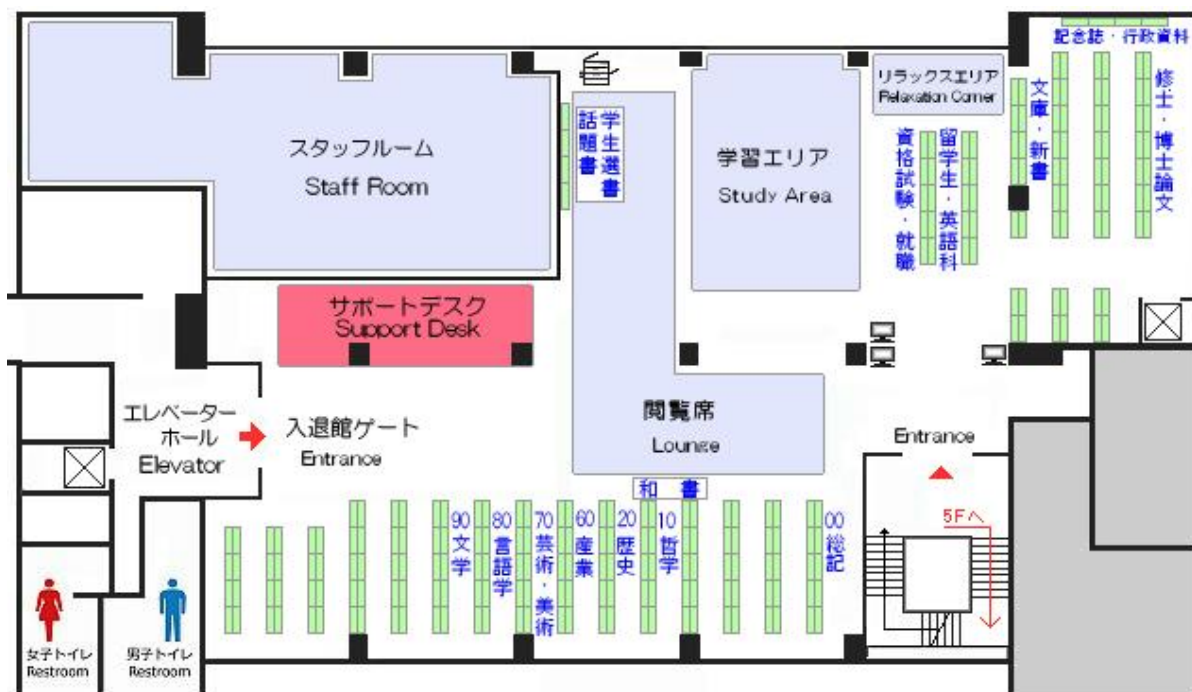 スタッフルーム
Staff Room
学生選書
話題書
学習エリア
Study Area
リラックスエリア
Relaxation Corner
記念誌・行政資料
文庫・新書
修士・博士論文
留学生・英語科
資格試験・就職
サポートデスク
Support Desk
エレベーター
ホール
Elevator
入退館ゲート
Entrance
閲覧席
Lounge
Entrance
和 書
90 文学
80 言語学
70 芸術・美術
60 産業
20 歴史
10 哲学
00 総記
5Fへ
女子トイレ
Restroom
男子トイレ
Restroom